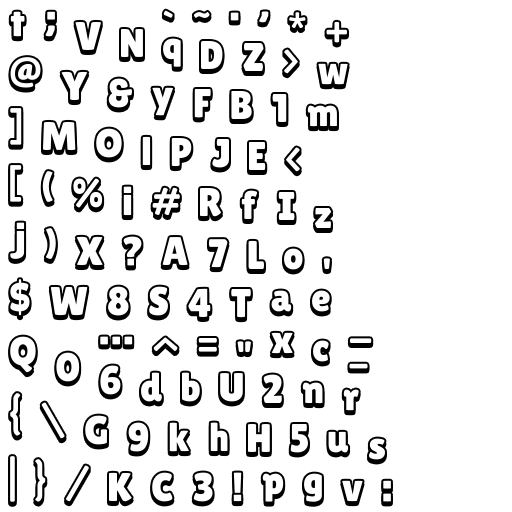 t ; V N ` ~ . ´ * +
@ Y & q D Z > w
] M O y F B 1 m
[ ( % I P J E <
j ) X i # R f I z
$ W ? A 7 L o ,
Q 0 8 S 4 T a e
{ \ … ^ = " x c – -
6 d b U 2 n r
G 9 k h H 5 u s
| } / K C 3 ! p g v :